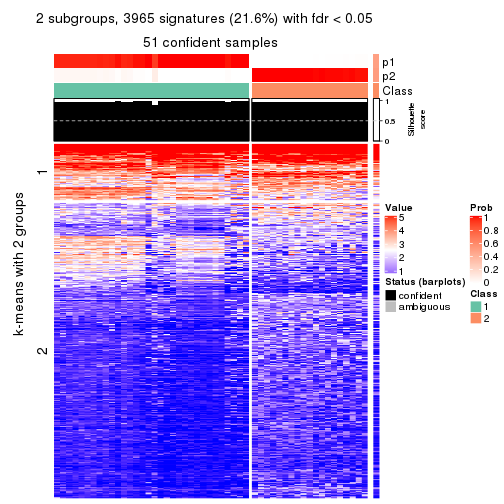 2 subgroups, 3965 signatures (21.6%) with fdr < 0.05
51 confident samples
p1
p2
Class
1
0.5
0
Silhouette
score
k-means with 2 groups
1
2
Value
5
4
3
2
1
Status (barplots)
confident
ambiguous
Prob
1
0.8
0.6
0.4
0.2
0
Class
1
2